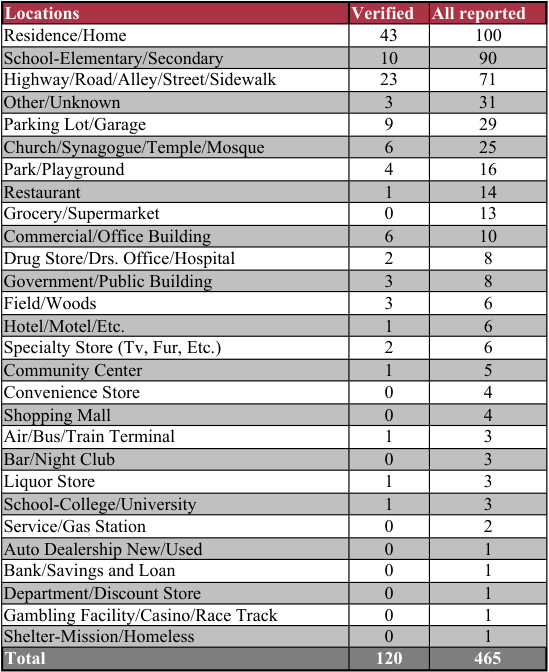 Locations Verified All reported
Residence/Home 43 100
School-Elementary/Secondary 10 90
Highway/Road/Alley/Street/Sidewalk 23 71
Other/Unknown 3 31
Parking Lot/Garage 9 29
Church/Synagogue/Temple/Mosque 6 25
Park/Playground 4 16
Restaurant 1 14
Grocery/Supermarket 0 13
Commercial/Office Building 6 10
Drug Store/Drs. Office/Hospital 2 8
Government/Public Building 3 8
Field/Woods 3 6
Hotel/Motel/Etc. 1 6
Specialty Store (Tv, Fur, Etc.) 2 6
Community Center 1 5
Convenience Store 0 4
Shopping Mall 0 4
Air/Bus/Train Terminal 1 3
Bar/Night Club 0 3
Liquor Store 1 3
School-College/University 1 3
Service/Gas Station 0 2
Auto Dealership New/Used 0 1
Bank/Savings and Loan 0 1
Department/Discount Store 0 1
Gambling Facility/Casino/Race Track 0 1
Shelter-Mission/Homeless 0 1
Total 120 465